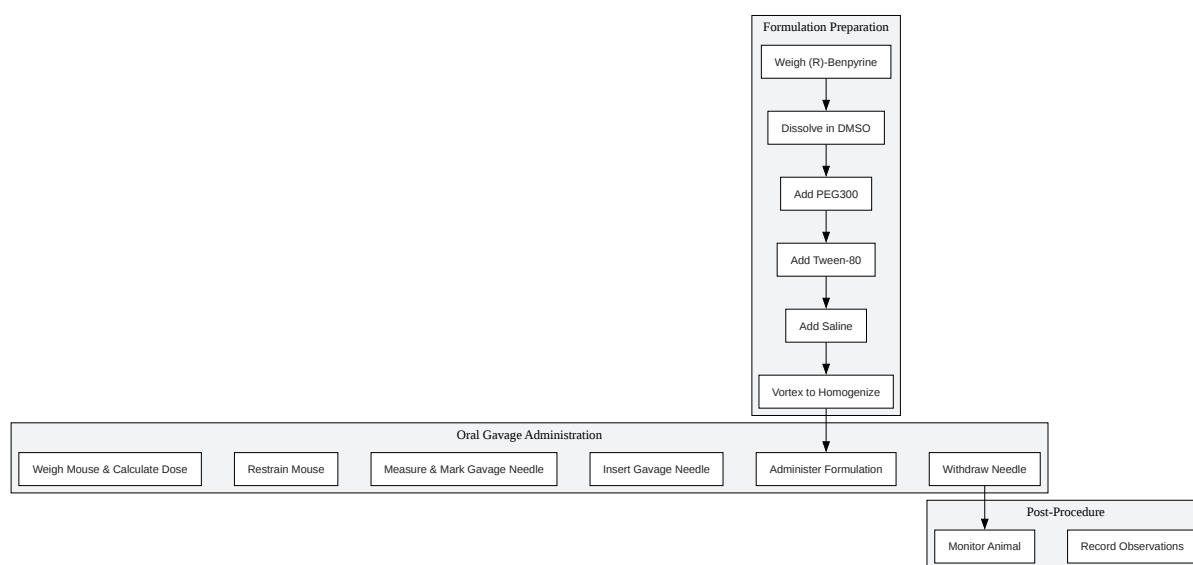 Formulation Preparation
Weigh (R)-Benpyrine
Dissolve in DMSO
Add PEG300
Add Tween-80
Add Saline
Vortex to Homogenize
Oral Gavage Administration
Weigh Mouse & Calculate Dose
Restrain Mouse
Measure & Mark Gavage Needle
Insert Gavage Needle
Administer Formulation
Withdraw Needle
Post-Procedure
Monitor Animal
Record Observations